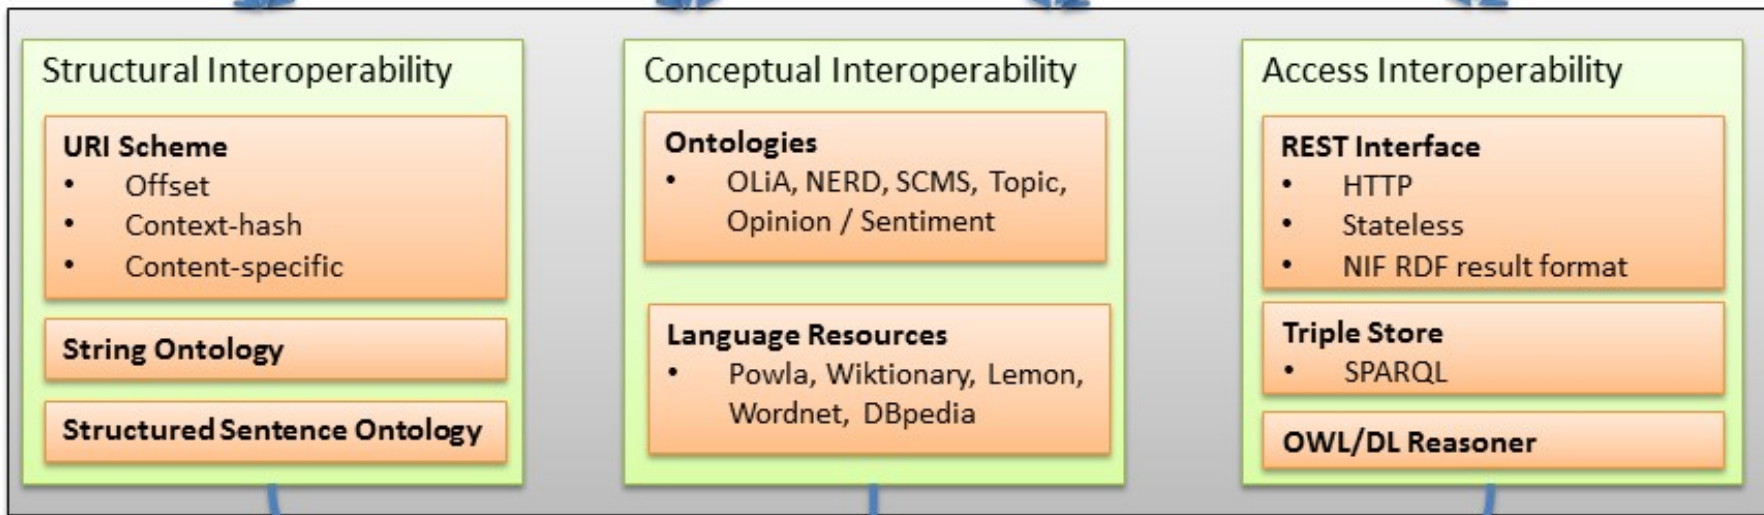 Structural Interoperability
URI Scheme
• Offset
• Context-hash
• Content-specific
String Ontology
Structured Sentence Ontology
Conceptual Interoperability
Ontologies
• OLiA, NERD, SCMS, Topic,
Opinion / Sentiment
Language Resources
• Powla, Wiktionary, Lemon,
Wordnet, DBpedia
Access Interoperability
REST Interface
• HTTP
• Stateless
• NIF RDF result format
Triple Store
• SPARQL
OWL/DL Reasoner